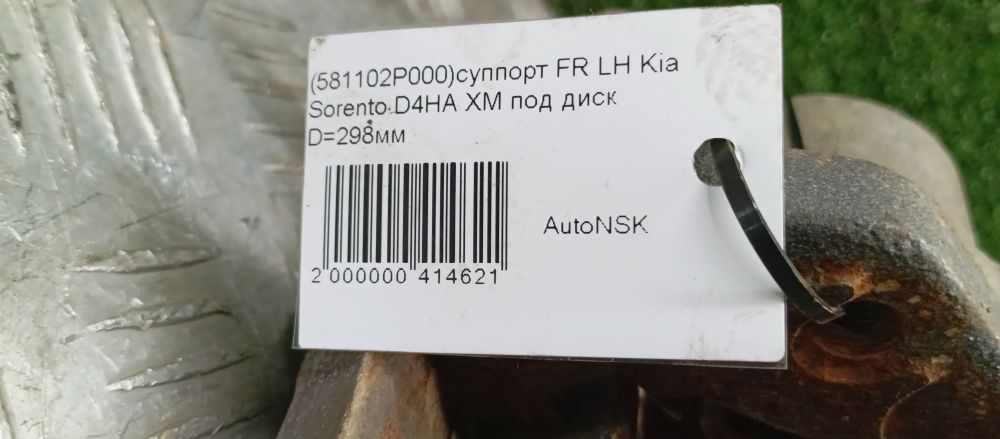 (581102P000)суппорт FR LH Kia
Sorento D4HA XM под диск
D=298мм
AutoNSK
2 000000 414621